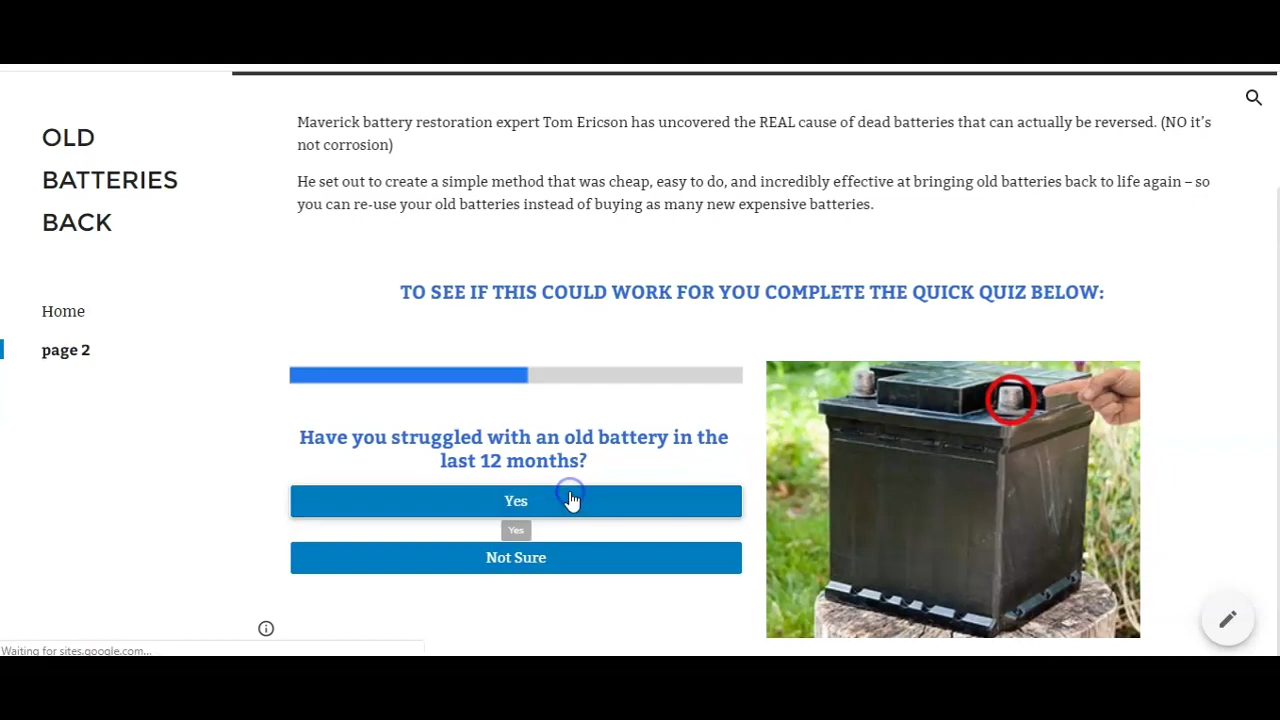 OLD
BATTERIES
BACK
Home
page 2
Maverick battery restoration expert Tom Ericson has uncovered the REAL cause of dead batteries that can actually be reversed. (NO it's
not corrosion)
He set out to create a simple method that was cheap, easy to do, and incredibly effective at bringing old batteries back to life again – so
you can re-use your old batteries instead of buying as many new expensive batteries.
TO SEE IF THIS COULD WORK FOR YOU COMPLETE THE QUICK QUIZ BELOW:
Have you struggled with an old battery in the
last 12 months?
Yes
Yes
Not Sure
Waiting for sites.google.com...